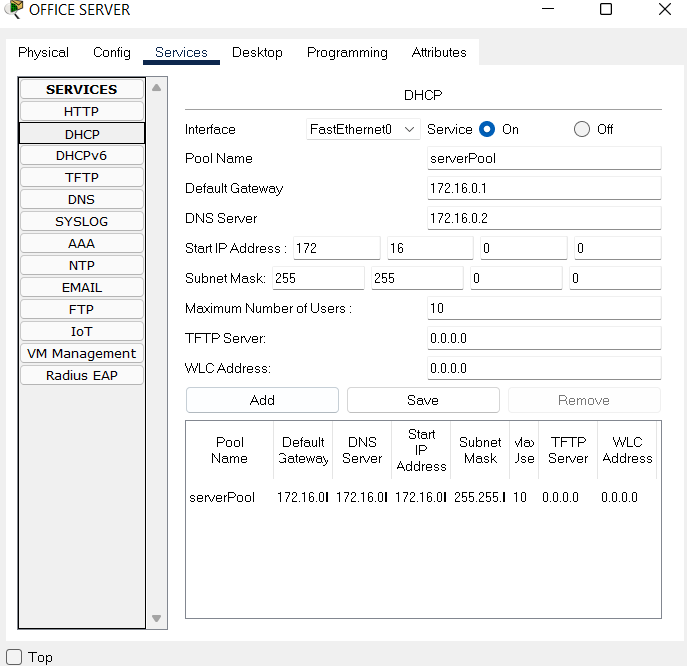 OFFICE SERVER
Physical Config Services Desktop Programming Attributes
SERVICES
HTTP
DHCP
DHCPv6
TFTP
DNS
SYSLOG
AAA
NTP
EMAIL
FTP
IoT
VM Management
Radius EAP
DHCP
Interface FastEthernet0 Service On Off
Pool Name serverPool
Default Gateway 172.16.0.1
DNS Server 172.16.0.2
Start IP Address : 172 16 0 0
Subnet Mask: 255 255 0 0
Maximum Number of Users : 10
TFTP Server: 0.0.0.0
WLC Address: 0.0.0.0
Add Save Remove
Pool Name Default Gateway DNS Server Start IP Address Subnet Mask Max Use TFTP Server WLC Address
serverPool 172.16.0 172.16.0 172.16.0 255.255. 10 0.0.0.0 0.0.0.0
Top